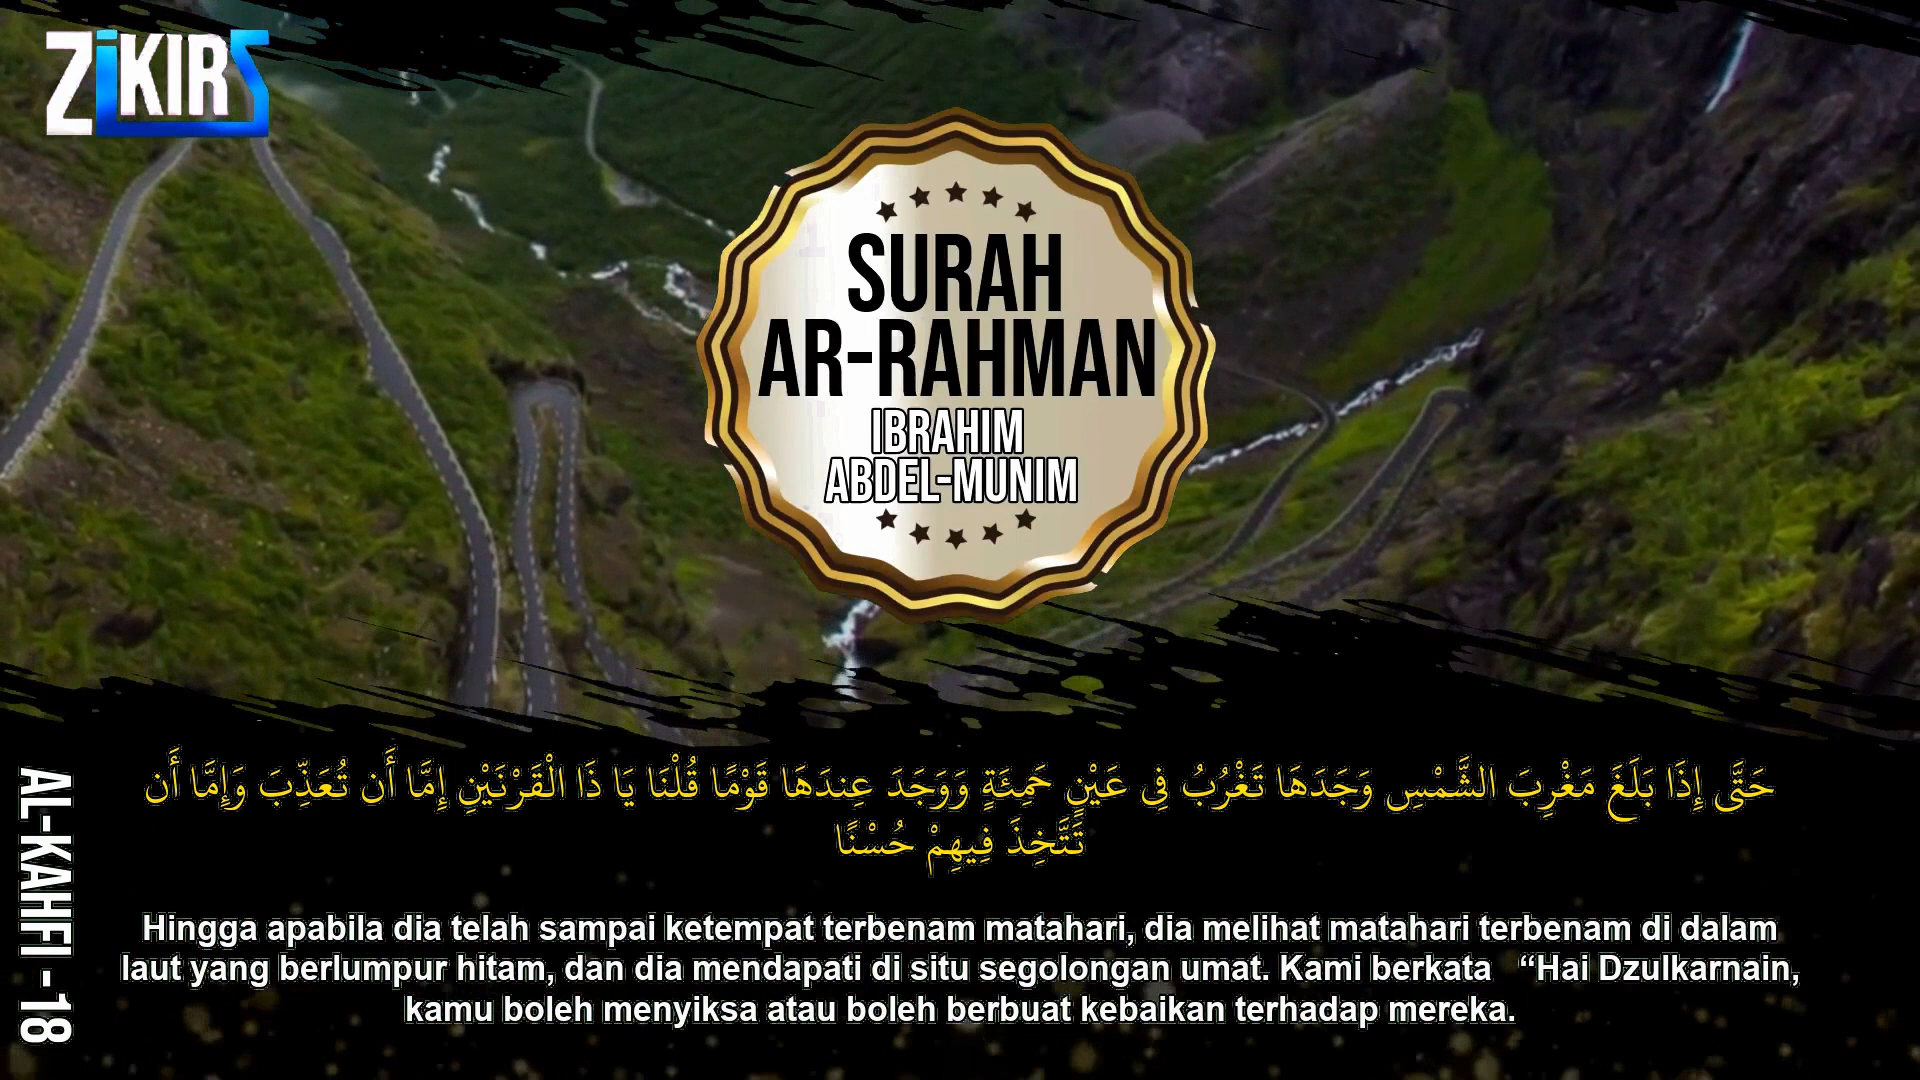 ZIKIRS
SURAH
AR-RAHMAN
IBRAHIM
ABDEL-MUNIM
حَتَّى إِذَا بَلَغَ مَغْرِبَ الشَّمْسِ وَجَدَهَا تَغْرُبُ فِى عَيْنٍ حَمِئَةٍ وَوَجَدَ عِندَهَا قَوْمًا قُلْنَا يَا ذَا الْقَرْنَيْنِ إِمَّا أَن تُعَذِّبَ وَإِمَّا أَن
تَتَّخِذَ فِيهِمْ حُسْنًا
AL-KAHFI - 18
Hingga apabila dia telah sampai ketempat terbenam matahari, dia melihat matahari terbenam di dalam
laut yang berlumpur hitam, dan dia mendapati di situ segolongan umat. Kami berkata “Hai Dzulkarnain,
kamu boleh menyiksa atau boleh berbuat kebaikan terhadap mereka.